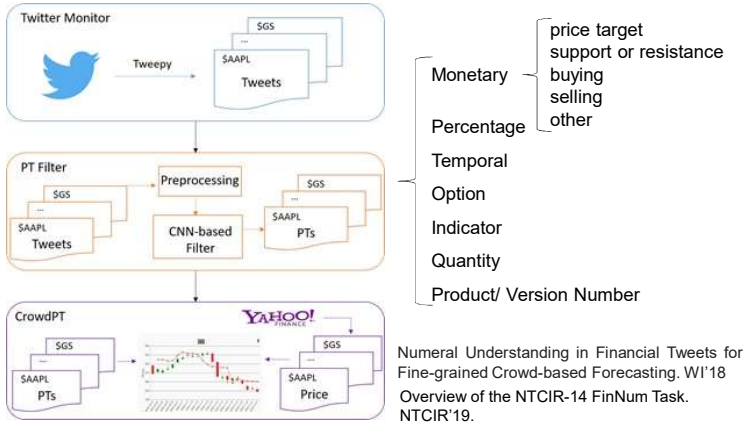 Twitter Monitor
Tweepy
$GS
...
$AAPL
Tweets
PT Filter
$GS
...
$AAPL
Tweets
Preprocessing
CNN-based
Filter
$GS
...
$AAPL
PTs
CrowdPT
YAHOO!
FINANCE
$GS
...
$AAPL
PTs
$GS
...
$AAPL
Price
Monetary
price target
support or resistance
buying
selling
other
Percentage
Temporal
Option
Indicator
Quantity
Product/ Version Number
Numeral Understanding in Financial Tweets for
Fine-grained Crowd-based Forecasting. WI'18
Overview of the NTCIR-14 FinNum Task.
NTCIR'19.